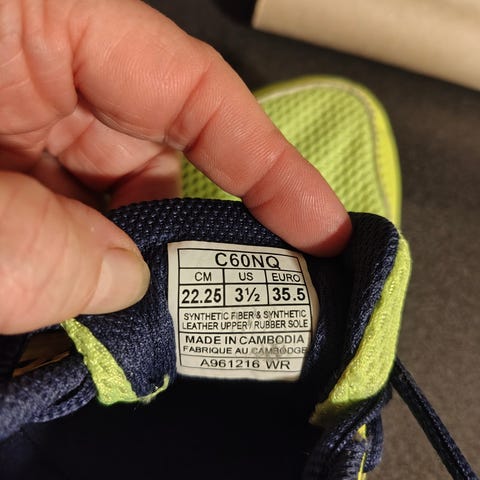 C60NQ
CM US EURO
22.25 3½ 35.5
SYNTHETIC FIBER & SYNTHETIC
LEATHER UPPER / RUBBER SOLE
MADE IN CAMBODIA
FABRIQUE AU CAMBODGE
A961216 WR